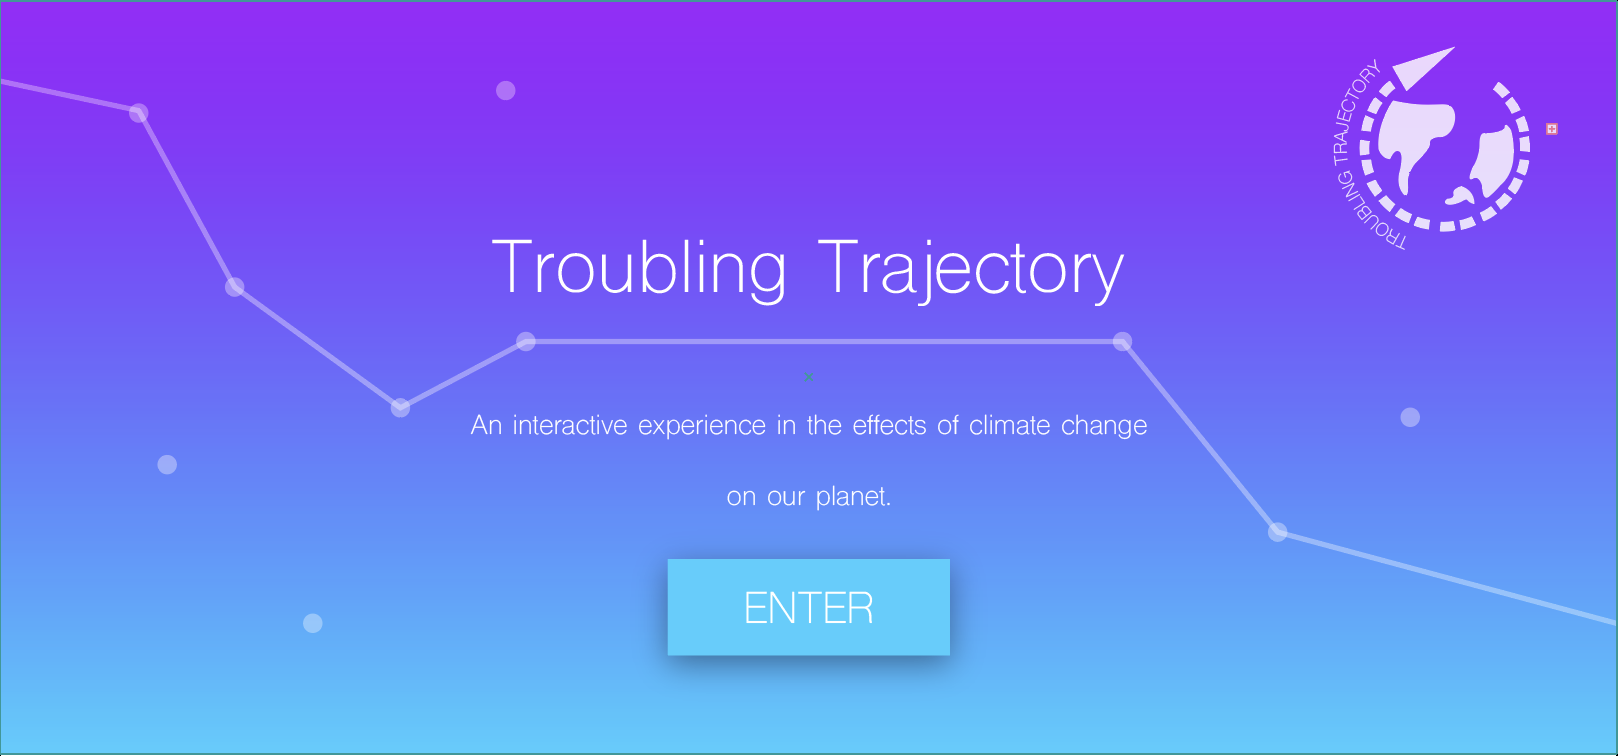 TROUBLING TRAJECTORY
Troubling Trajectory
An interactive experience in the effects of climate change
on our planet.
ENTER